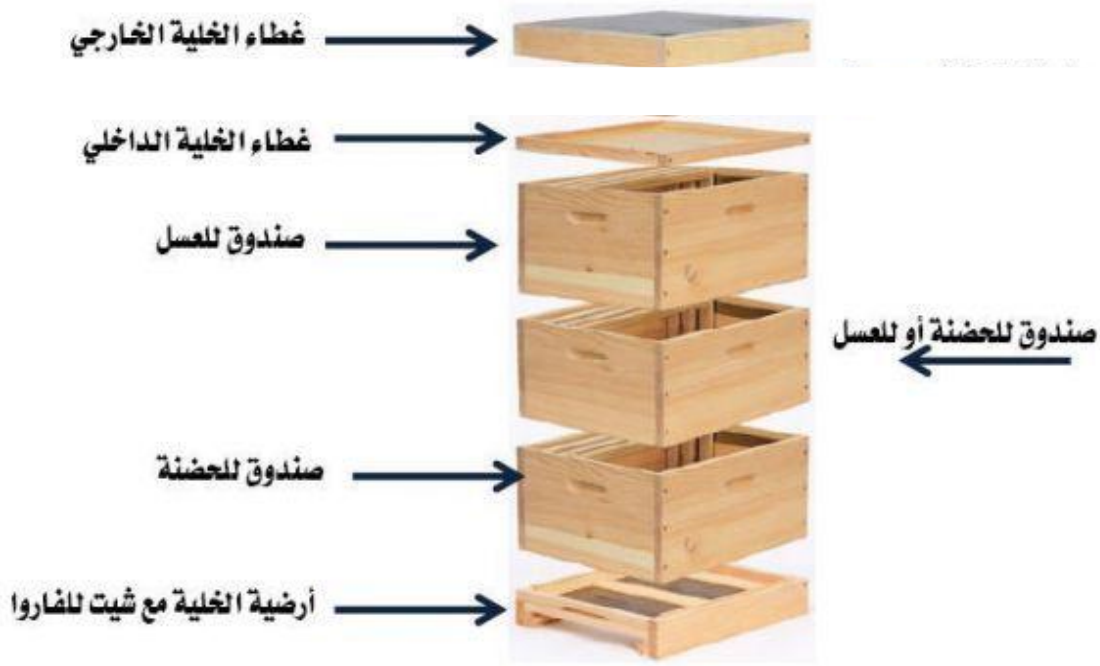 غطاء الخلية الخارجي
غطاء الخلية الداخلي
صندوق للعسل
صندوق للحضنة أو للعسل
صندوق للحضنة
أرضية الخلية مع شيت للفاروا